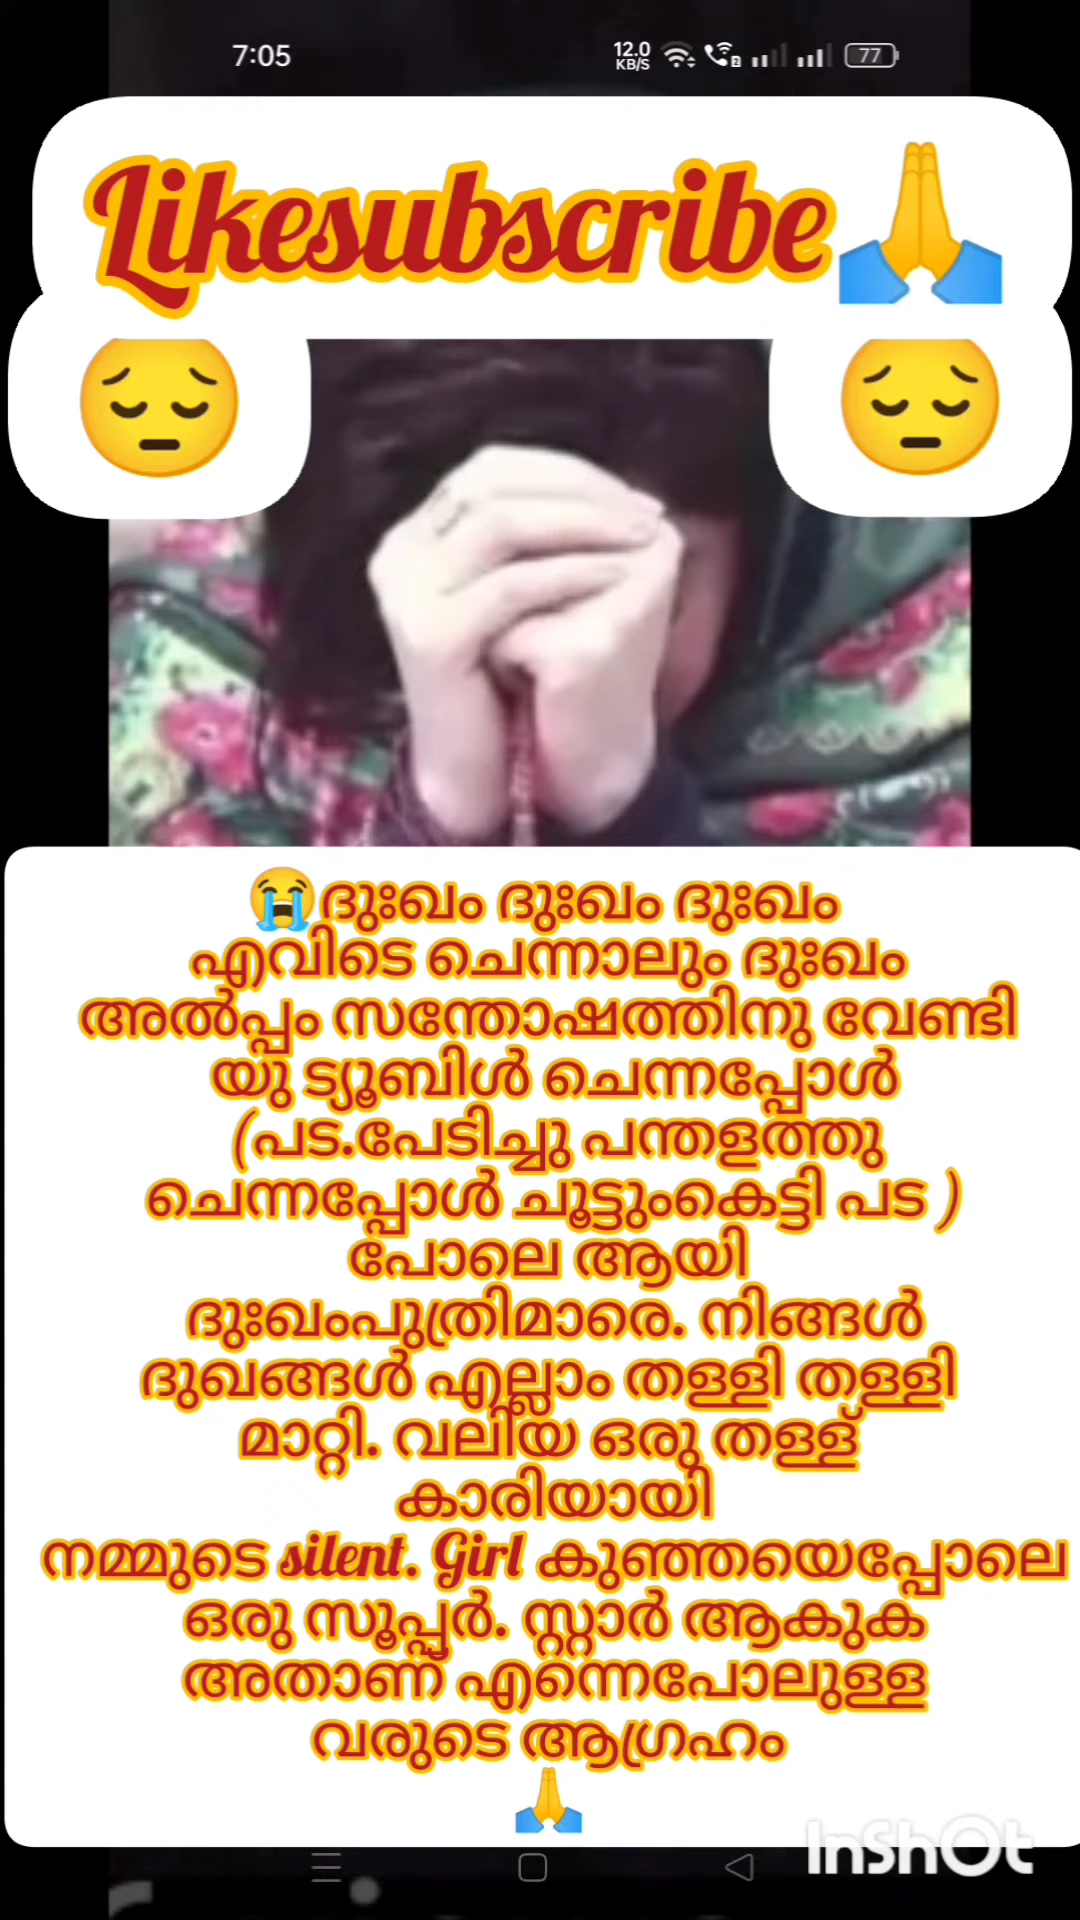 7:05
12.0
KB/S
2
77
Likesubscribe🙏
😭ദുഃഖം ദുഃഖം ദുഃഖം
എവിടെ ചെന്നാലും ദുഃഖം
അൽപ്പം സന്തോഷത്തിനു വേണ്ടി
യു ട്യൂബിൽ ചെന്നപ്പോൾ
(പട.പേടിച്ചു പന്തളത്തു
ചെന്നപ്പോൾ ചൂട്ടുംകെട്ടി പട )
പോലെ ആയി
ദുഃഖംപുത്രിമാരെ. നിങ്ങൾ
ദുഖങ്ങൾ എല്ലാം തള്ളി തള്ളി
മാറ്റി. വലിയ ഒരു തള്ള്
കാരിയായി
നമ്മുടെ silent. Girl കുഞ്ഞയെപ്പോലെ
ഒരു സൂപ്പർ. സ്റ്റാർ ആകുക
അതാണ് എന്നെപോലുള്ള
വരുടെ ആഗ്രഹം
🙏
InShOt